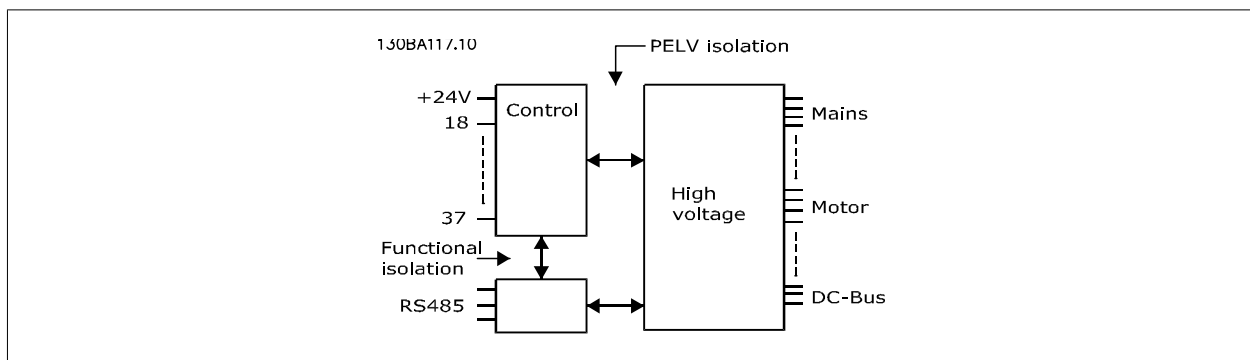 130BA117.10
PELV isolation
+24V
Control
18
Mains
High
voltage
37
Motor
Functional
isolation
RS485
DC-Bus